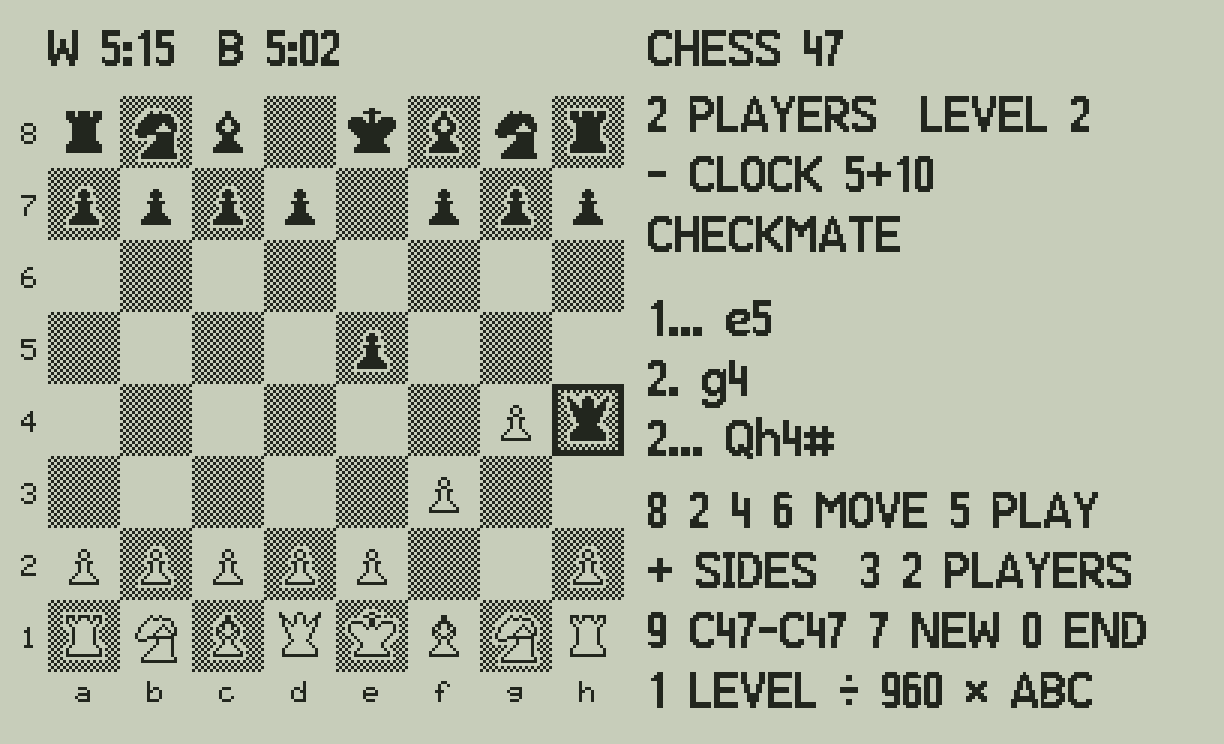 W 5:15 B 5:02
8
7
6
5
4
3
2
1
a b c d e f g h
CHESS 47
2 PLAYERS LEVEL 2
- CLOCK 5+10
CHECKMATE
1... e5
2. g4
2... Qh4#
8 2 4 6 MOVE 5 PLAY
+ SIDES 3 2 PLAYERS
9 C47-C47 7 NEW 0 END
1 LEVEL ÷ 960 × ABC